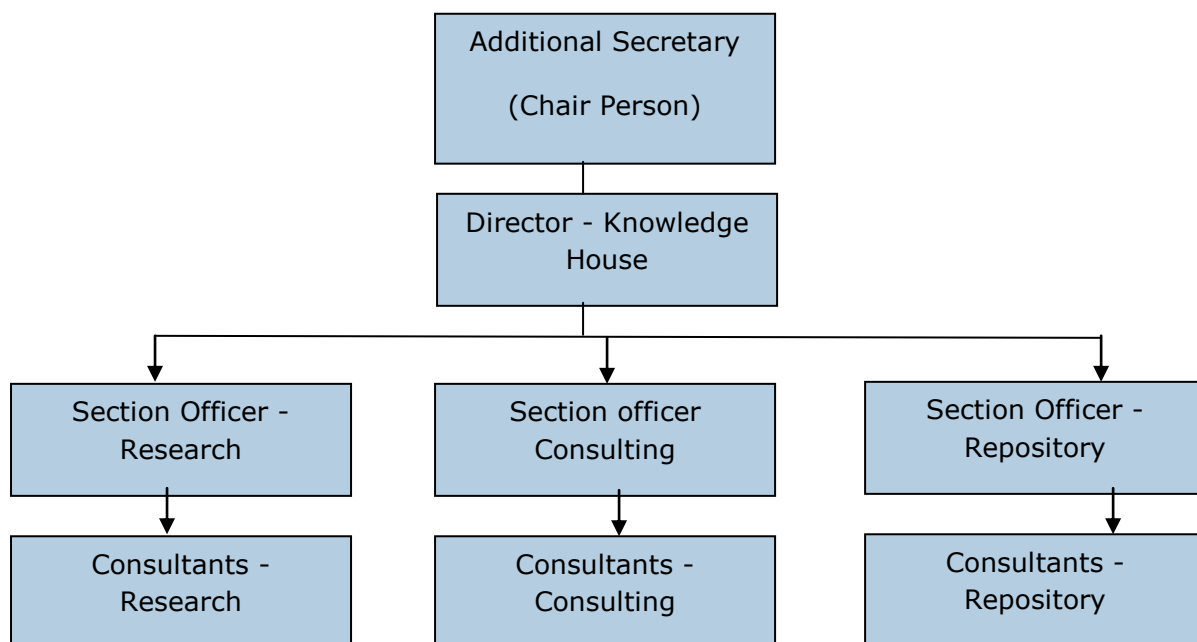 Additional Secretary
(Chair Person)
Director - Knowledge
House
Section Officer -
Research
Section officer
Consulting
Section Officer -
Repository
Consultants -
Research
Consultants -
Consulting
Consultants -
Repository